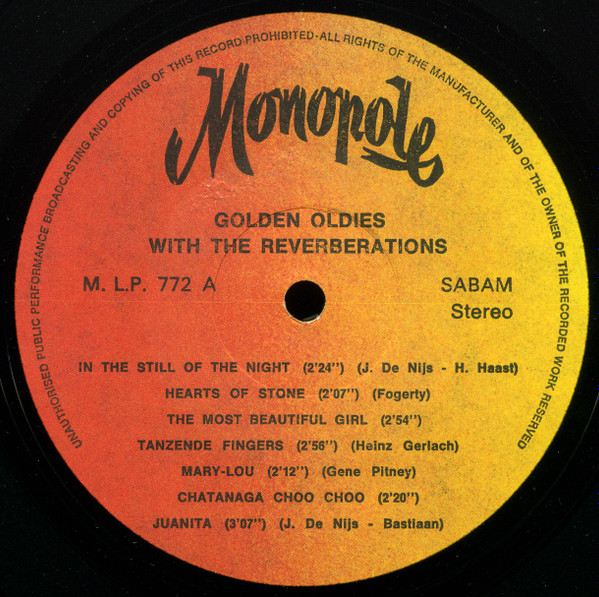 UNAUTHORISED PUBLIC PERFORMANCE BROADCASTING AND COPYING OF THIS RECORD PROHIBITED-ALL RIGHTS OF THE MANUFACTURER AND OF THE OWNER OF THE RECORDED WORK RESERVED
Monopole
GOLDEN OLDIES
WITH THE REVERBERATIONS
M. L.P. 772 A
SABAM
Stereo
IN THE STILL OF THE NIGHT (2'24'') (J. De Nijs - H. Haast)
HEARTS OF STONE (2'07'') (Fogerty)
THE MOST BEAUTIFUL GIRL (2'54'')
TANZENDE FINGERS (2'56'') (Heinz Gerlach)
MARY-LOU (2'12'') (Gene Pitney)
CHATANAGA CHOO CHOO (2'20'')
JUANITA (3'07'') (J. De Nijs - Bastiaan)